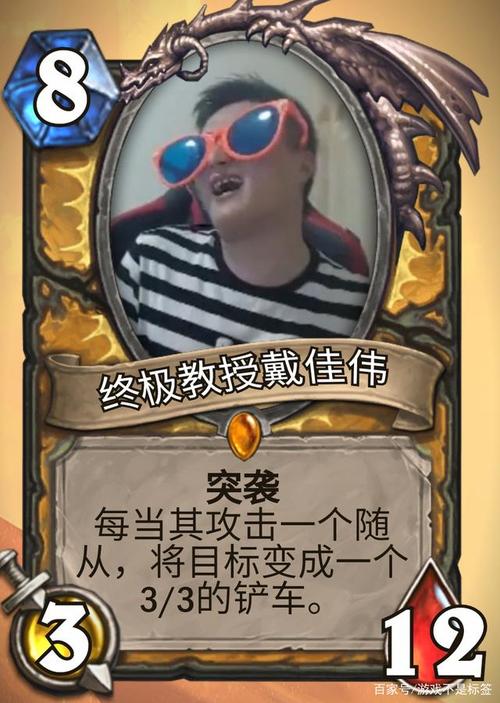 8
终极教授戴佳伟
突袭
每当其攻击一个随
从，将目标变成一个
3/3的铲车。
3
12
百家号/游戏不是标签